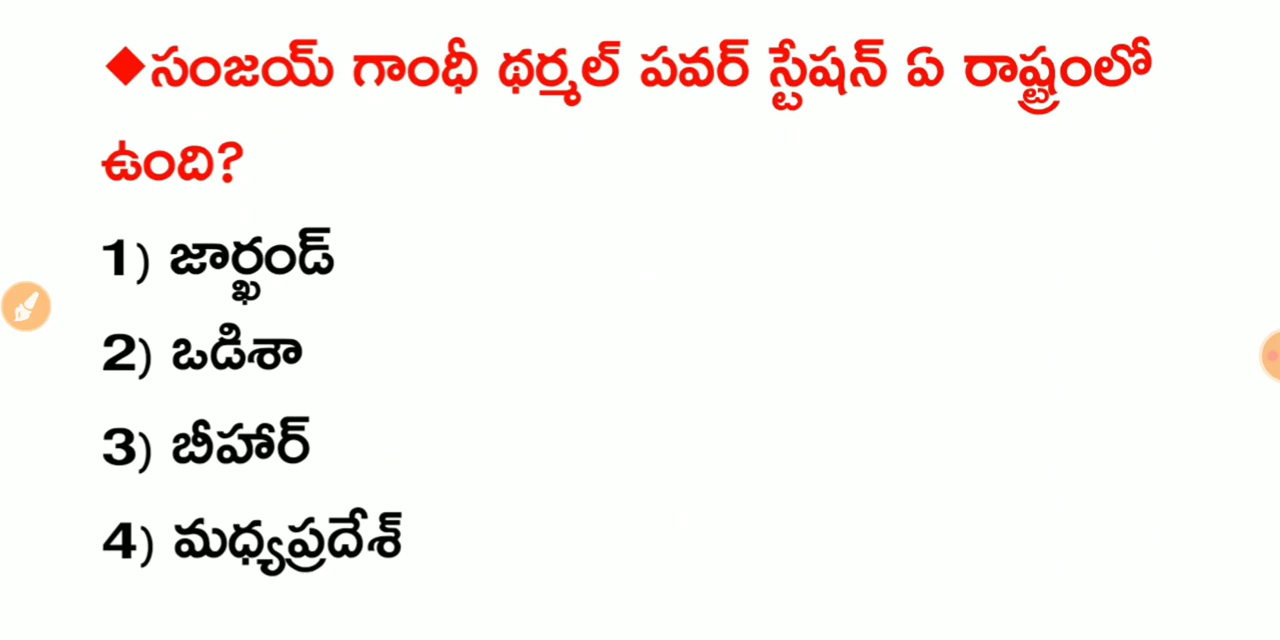 ◆సంజయ్ గాంధీ థర్మల్ పవర్ స్టేషన్ ఏ రాష్ట్రంలో
ఉంది?
1) జార్ఖండ్
2) ఒడిశా
3) బీహార్
4) మధ్యప్రదేశ్